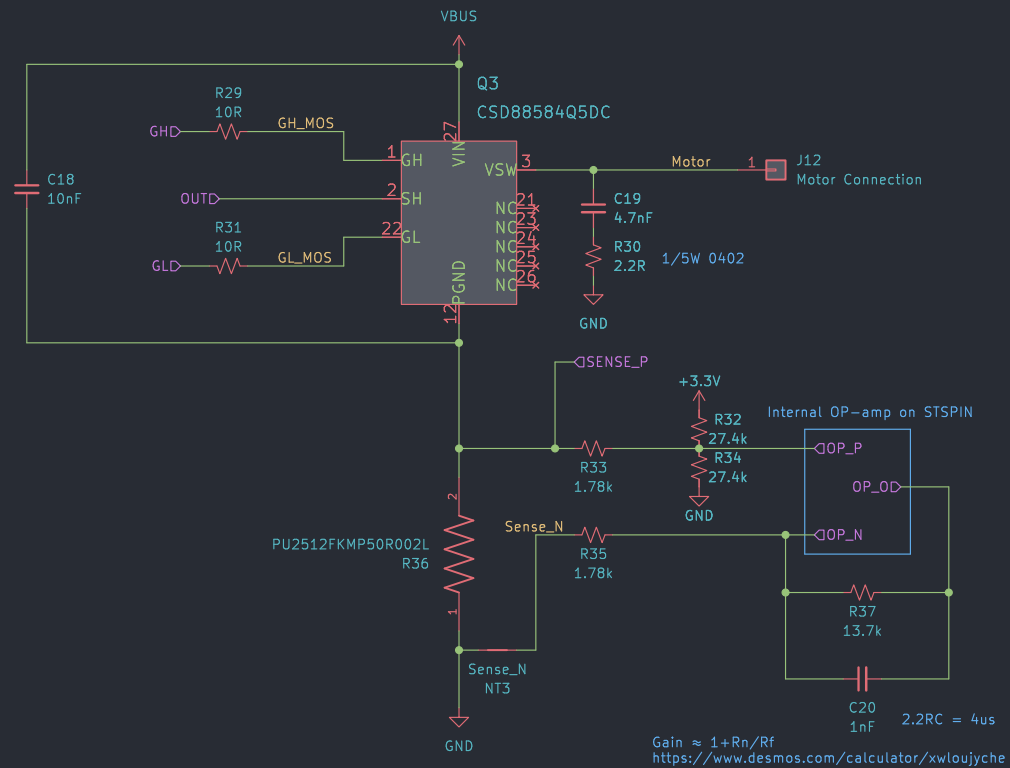 VBUS
Q3
CSD88584Q5DC
R29
10R
GH
GH_MOS
27
VIN
1
GH
VSW
3
Motor
1
J12
Motor Connection
C18
10nF
OUT
2
SH
NC
21
C19
4.7nF
R31
10R
22
GL
NC
23
NC
24
R30
2.2R
1/5W 0402
GL
GL_MOS
NC
25
NC
26
PGND
12
GND
SENSE_P
+3.3V
Internal OP-amp on STSPIN
R32
27.4k
OP_P
R33
1.78k
R34
27.4k
OP_O
2
GND
Sense_N
OP_N
PU2512FKMP50R002L
R36
R35
1.78k
1
R37
13.7k
Sense_N
NT3
C20
1nF
2.2RC = 4us
GND
Gain ≈ 1+Rn/Rf
https://www.desmos.com/calculator/xwloujyche